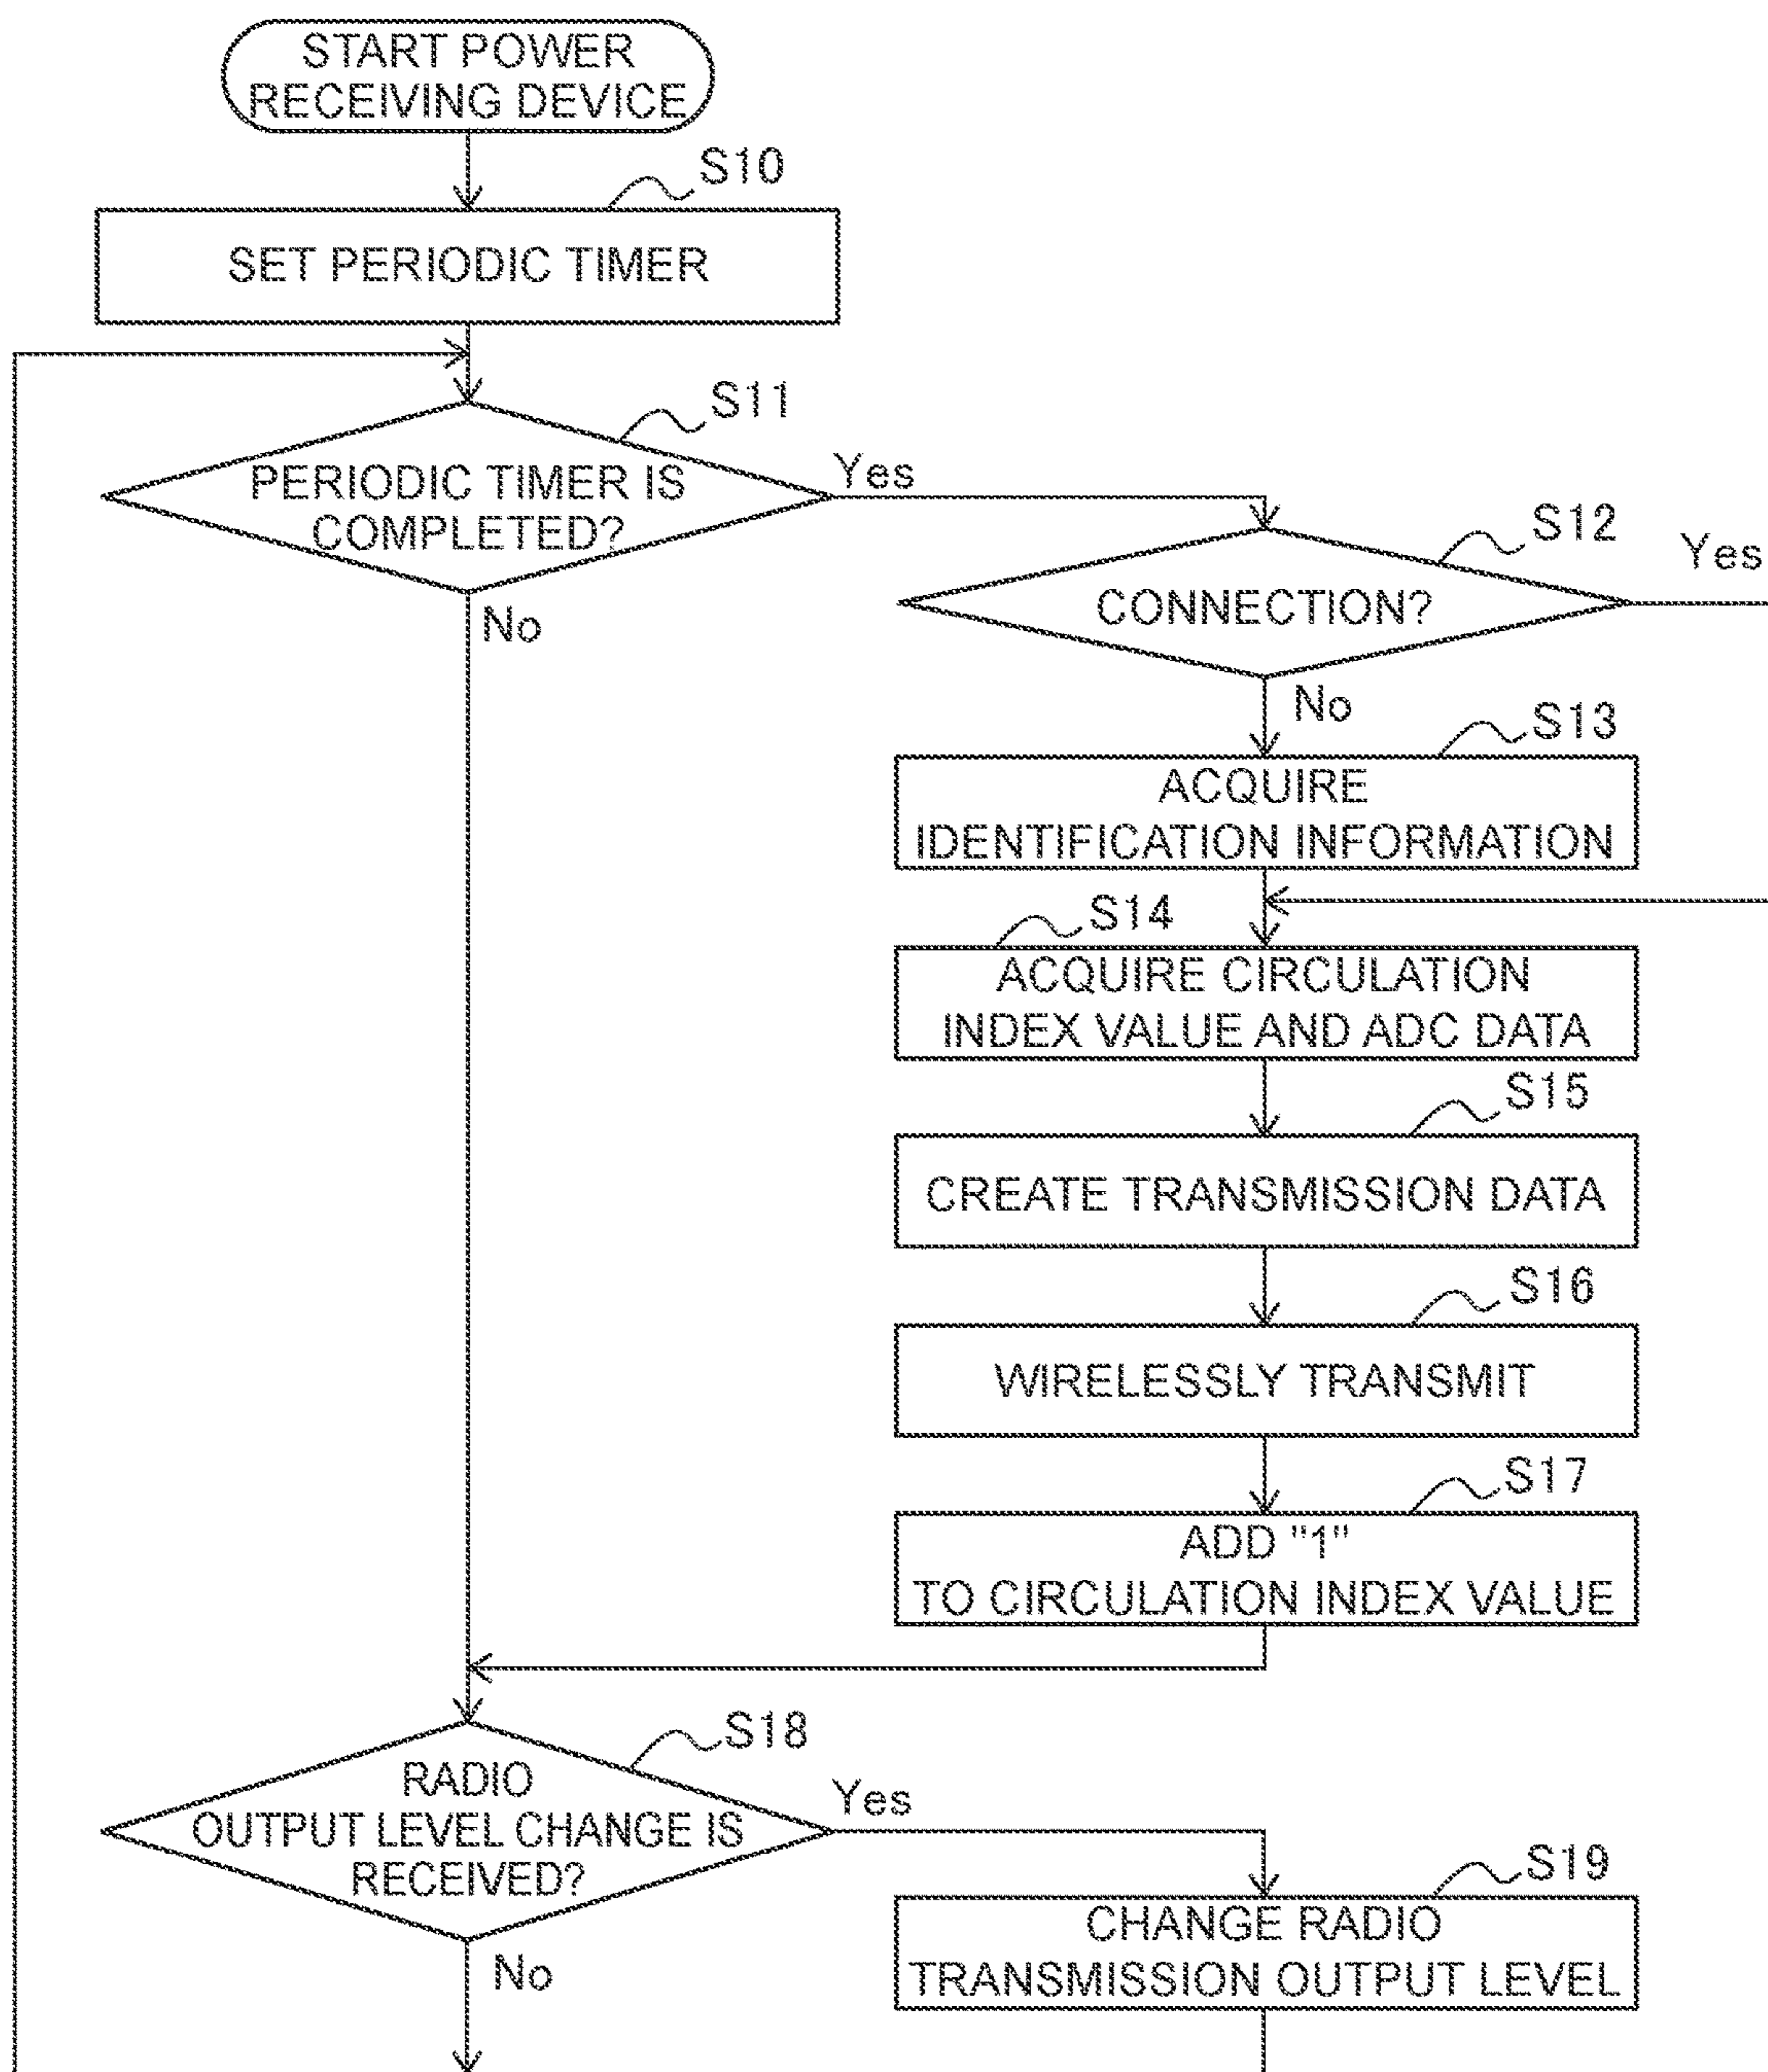 START POWER
RECEIVING DEVICE
S10
SET PERIODIC TIMER
S11
PERIODIC TIMER IS
COMPLETED?
Yes
No
S12
CONNECTION?
Yes
No
S13
ACQUIRE
IDENTIFICATION INFORMATION
S14
ACQUIRE CIRCULATION
INDEX VALUE AND ADC DATA
S15
CREATE TRANSMISSION DATA
S16
WIRELESSLY TRANSMIT
S17
ADD "1"
TO CIRCULATION INDEX VALUE
S18
RADIO
OUTPUT LEVEL CHANGE IS
RECEIVED?
Yes
No
S19
CHANGE RADIO
TRANSMISSION OUTPUT LEVEL